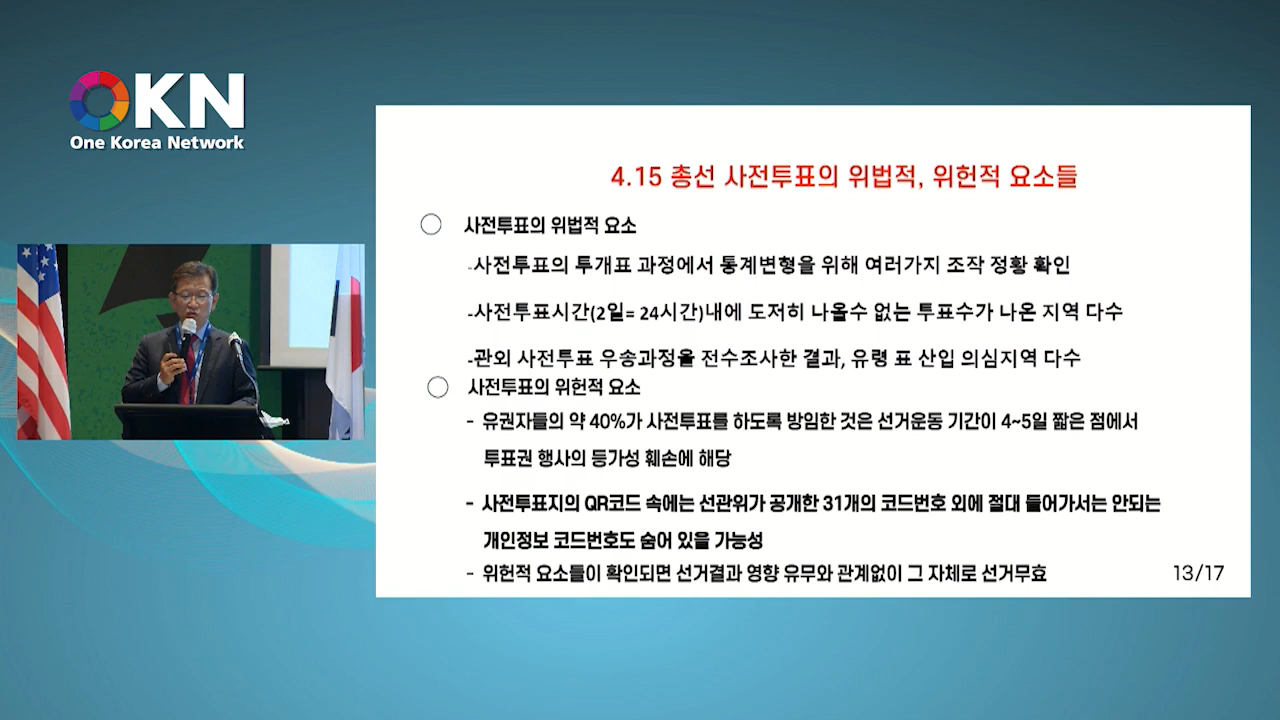 OKN
One Korea Network
4.15 총선 사전투표의 위법적, 위헌적 요소들
○ 사전투표의 위법적 요소
-사전투표의 투개표 과정에서 통계변형을 위해 여러가지 조작 정황 확인
-사전투표시간(2일= 24시간)내에 도저히 나올수 없는 투표수가 나온 지역 다수
-관외 사전투표 우송과정을 전수조사한 결과, 유령 표 산입 의심지역 다수
○ 사전투표의 위헌적 요소
- 유권자들의 약 40%가 사전투표를 하도록 방임한 것은 선거운동 기간이 4~5일 짧은 점에서
투표권 행사의 등가성 훼손에 해당
- 사전투표지의 QR코드 속에는 선관위가 공개한 31개의 코드번호 외에 절대 들어가서는 안되는
개인정보 코드번호도 숨어 있을 가능성
- 위헌적 요소들이 확인되면 선거결과 영향 유무와 관계없이 그 자체로 선거무효
13/17